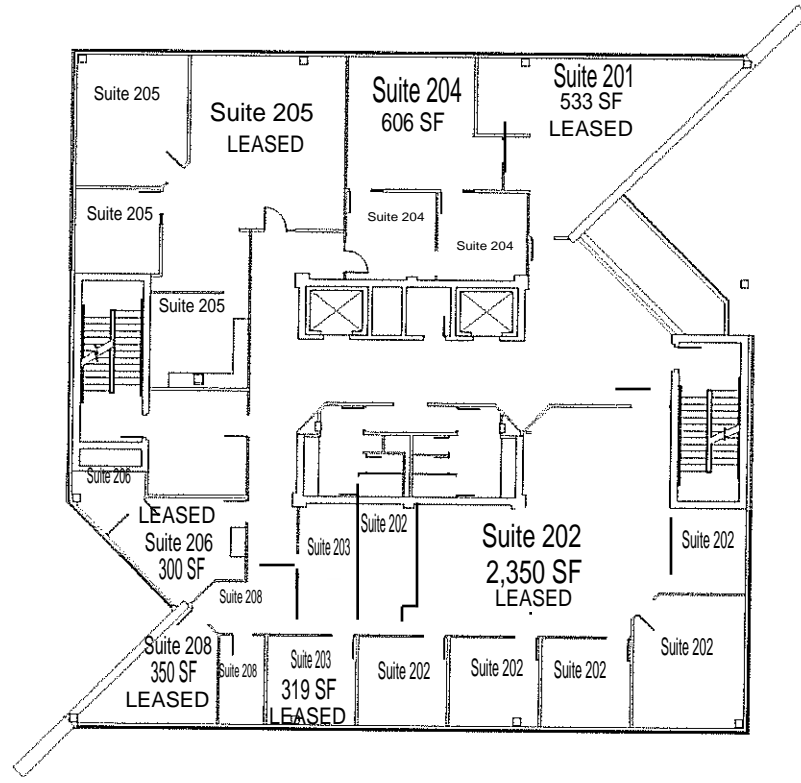 Suite 205
Suite 205
LEASED
Suite 204
606 SF
Suite 201
533 SF
LEASED
Suite 205
Suite 204
Suite 204
Suite 205
Suite 206
LEASED
Suite 206
300 SF
Suite 202
Suite 203
Suite 202
2,350 SF
LEASED
Suite 202
Suite 208
Suite 208
350 SF
LEASED
Suite 208
Suite 203
319 SF
LEASED
Suite 202
Suite 202
Suite 202
Suite 202